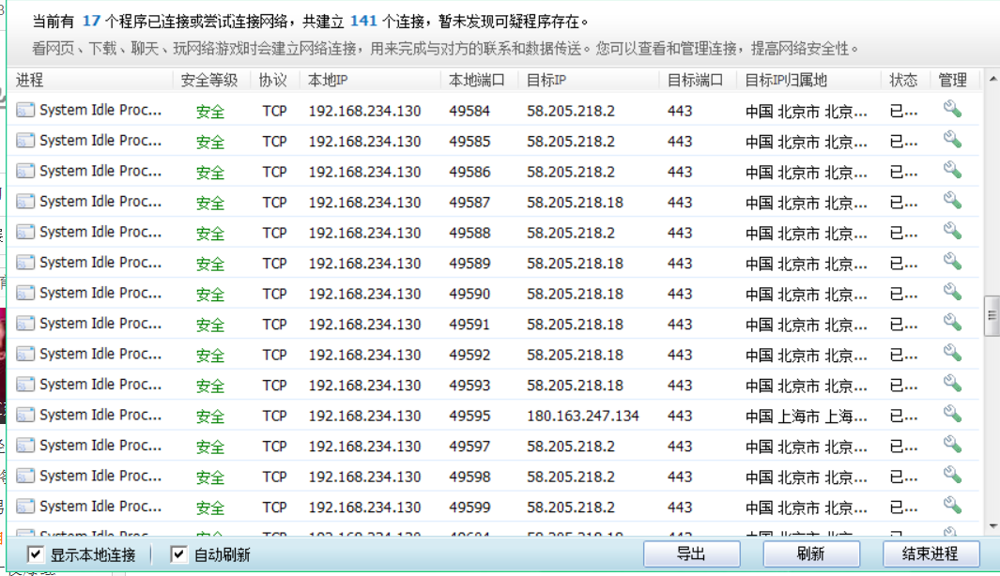 当前有 17 个程序已连接或尝试连接网络，共建立 141 个连接，暂未发现可疑程序存在。
看网页、下载、聊天、玩网络游戏时会建立网络连接，用来完成与对方的联系和数据传送。您可以查看和管理连接，提高网络安全性。
进程 安全等级 协议 本地IP 本地端口 目标IP 目标端口 目标IP归属地 状态 管理
System Idle Proc... 安全 TCP 192.168.234.130 49584 58.205.218.2 443 中国 北京市 北京... 已...
System Idle Proc... 安全 TCP 192.168.234.130 49585 58.205.218.2 443 中国 北京市 北京... 已...
System Idle Proc... 安全 TCP 192.168.234.130 49586 58.205.218.2 443 中国 北京市 北京... 已...
System Idle Proc... 安全 TCP 192.168.234.130 49587 58.205.218.18 443 中国 北京市 北京... 已...
System Idle Proc... 安全 TCP 192.168.234.130 49588 58.205.218.2 443 中国 北京市 北京... 已...
System Idle Proc... 安全 TCP 192.168.234.130 49589 58.205.218.18 443 中国 北京市 北京... 已...
System Idle Proc... 安全 TCP 192.168.234.130 49590 58.205.218.18 443 中国 北京市 北京... 已...
System Idle Proc... 安全 TCP 192.168.234.130 49591 58.205.218.18 443 中国 北京市 北京... 已...
System Idle Proc... 安全 TCP 192.168.234.130 49592 58.205.218.18 443 中国 北京市 北京... 已...
System Idle Proc... 安全 TCP 192.168.234.130 49593 58.205.218.18 443 中国 北京市 北京... 已...
System Idle Proc... 安全 TCP 192.168.234.130 49595 180.163.247.134 443 中国 上海市 上海... 已...
System Idle Proc... 安全 TCP 192.168.234.130 49597 58.205.218.2 443 中国 北京市 北京... 已...
System Idle Proc... 安全 TCP 192.168.234.130 49598 58.205.218.2 443 中国 北京市 北京... 已...
System Idle Proc... 安全 TCP 192.168.234.130 49599 58.205.218.2 443 中国 北京市 北京... 已...
显示本地连接 自动刷新 导出 刷新 结束进程